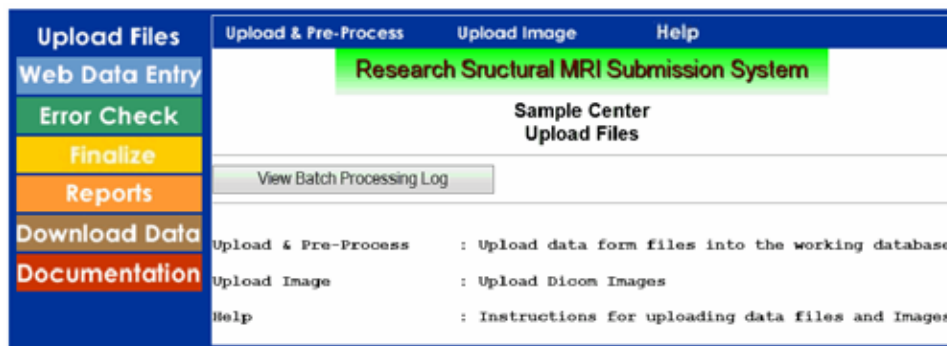 Upload Files
Web Data Entry
Error Check
Finalize
Reports
Download Data
Documentation
Upload & Pre-Process Upload Image Help
Research Sructural MRI Submission System
Sample Center
Upload Files
View Batch Processing Log
Upload & Pre-Process : Upload data form files into the working database
Upload Image : Upload Dicom Images
Help : Instructions for uploading data files and Images